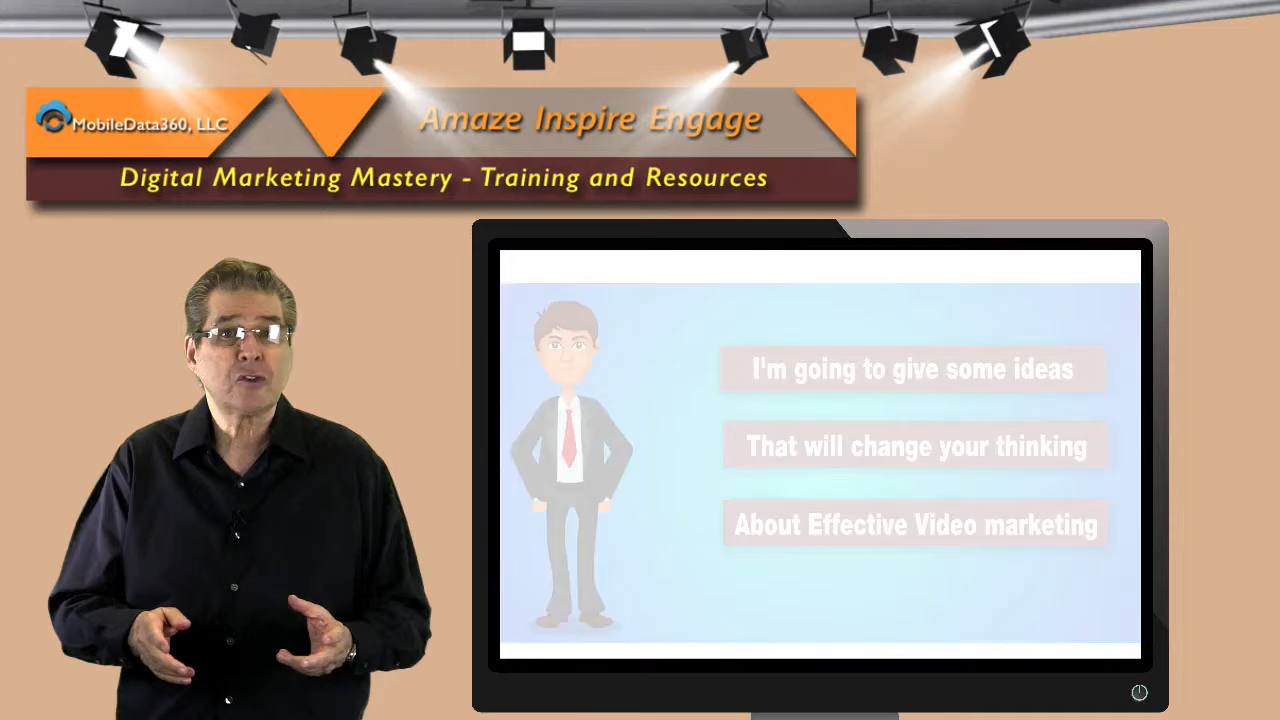 MobileData360, LLC
Amaze Inspire Engage
Digital Marketing Mastery - Training and Resources
I'm going to give some ideas
That will change your thinking
About Effective Video marketing